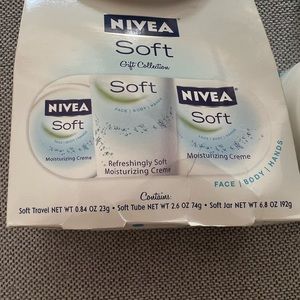 NIVEA
Soft
Gift Collection
NIVEA
Soft
Moisturizing Creme
Soft
FACE | BODY | HANDS
Refreshingly Soft
Moisturizing Creme
NIVEA
Soft
Moisturizing Creme
FACE | BODY | HANDS
Contains:
Soft Travel NET WT 0.84 OZ 23g • Soft Tube NET WT 2.6 OZ 74g • Soft Jar NET WT 6.8 OZ 192g